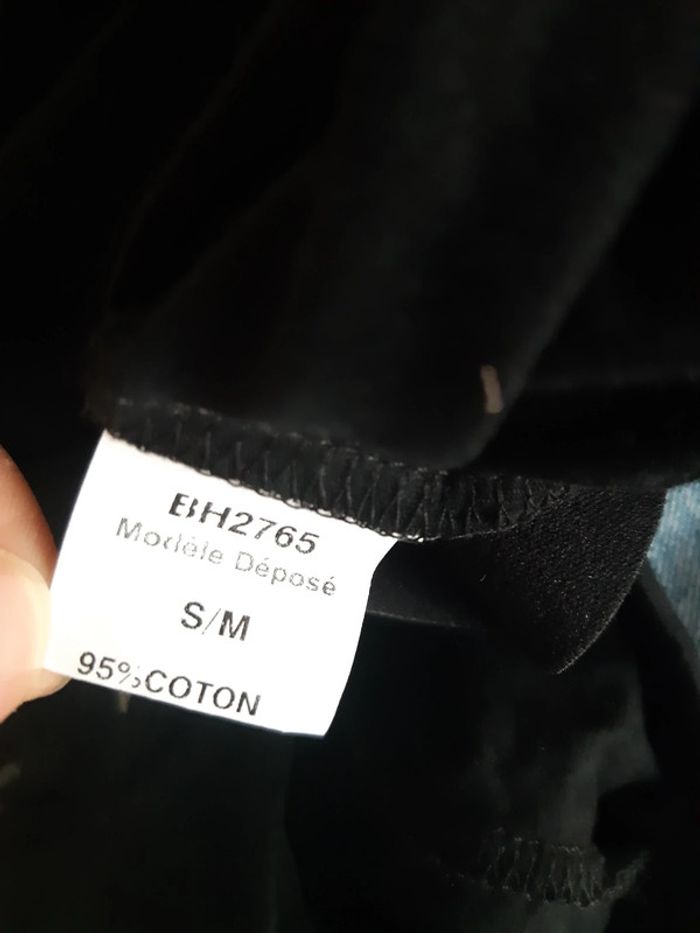 BH2765
Modèle Déposé
S/M
95%COTON